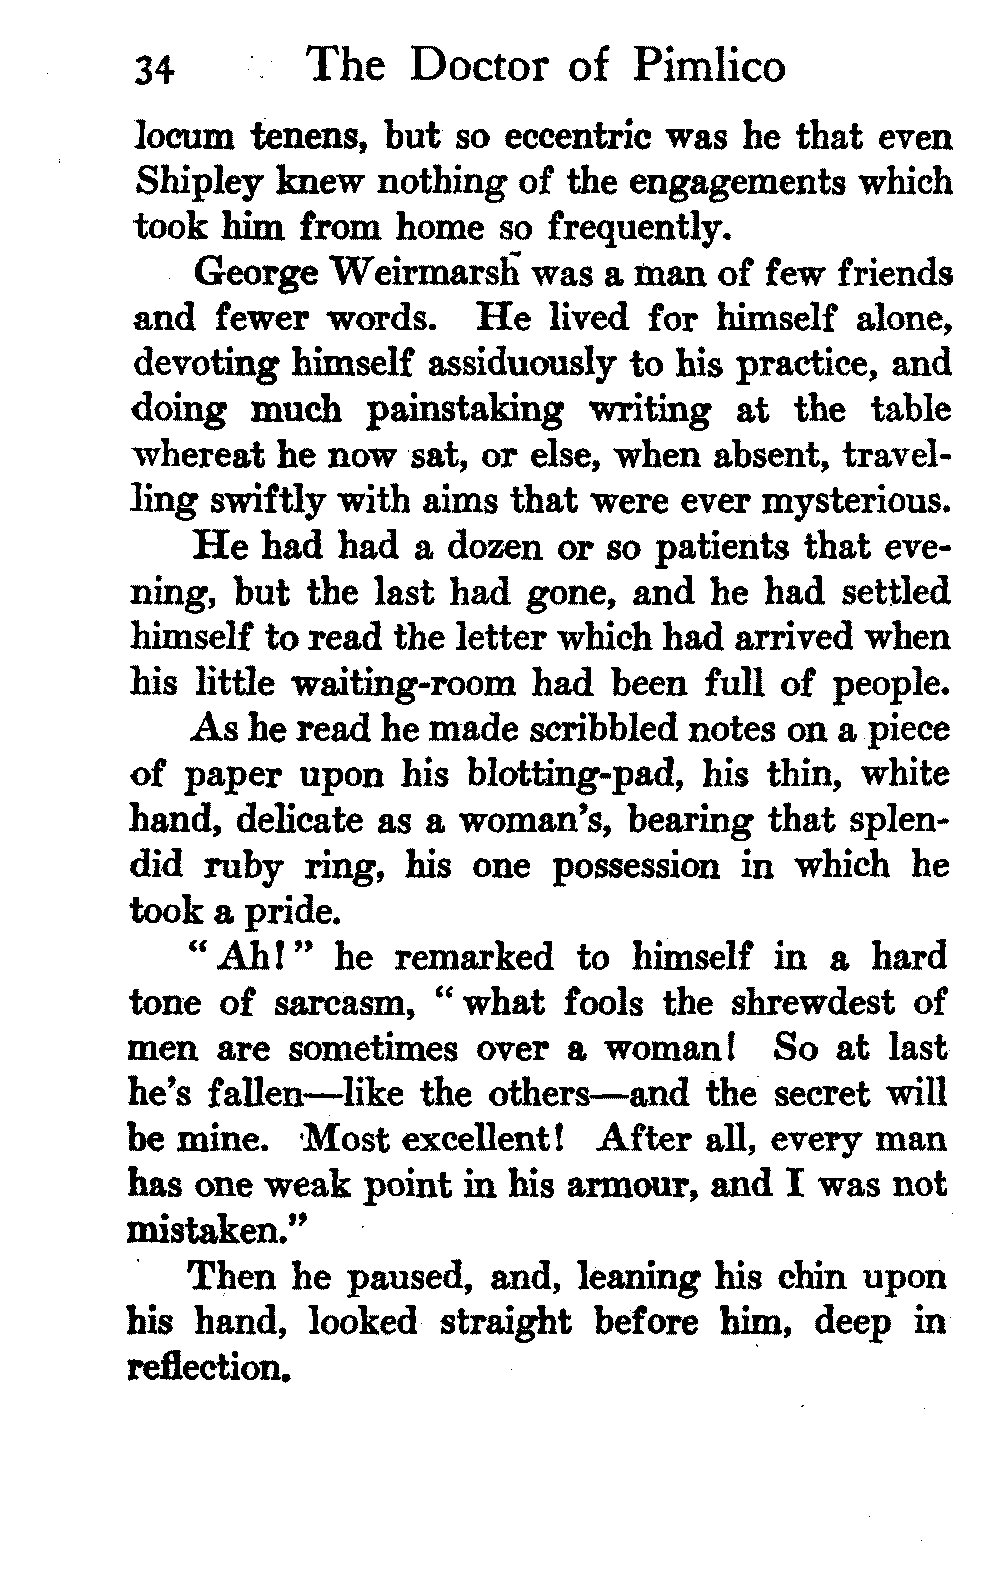 34 The Doctor of Pimlico
locum tenens, but so eccentric was he that even
Shipley knew nothing of the engagements which
took him from home so frequently.
George Weirmarsh was a man of few friends
and fewer words. He lived for himself alone,
devoting himself assiduously to his practice, and
doing much painstaking writing at the table
whereat he now sat, or else, when absent, travel-
ling swiftly with aims that were ever mysterious.
He had had a dozen or so patients that eve-
ning, but the last had gone, and he had settled
himself to read the letter which had arrived when
his little waiting-room had been full of people.
As he read he made scribbled notes on a piece
of paper upon his blotting-pad, his thin, white
hand, delicate as a woman's, bearing that splen-
did ruby ring, his one possession in which he
took a pride.
“ Ah! ” he remarked to himself in a hard
tone of sarcasm, “ what fools the shrewdest of
men are sometimes over a woman! So at last
he's fallen—like the others—and the secret will
be mine. Most excellent! After all, every man
has one weak point in his armour, and I was not
mistaken.”
Then he paused, and, leaning his chin upon
his hand, looked straight before him, deep in
reflection.